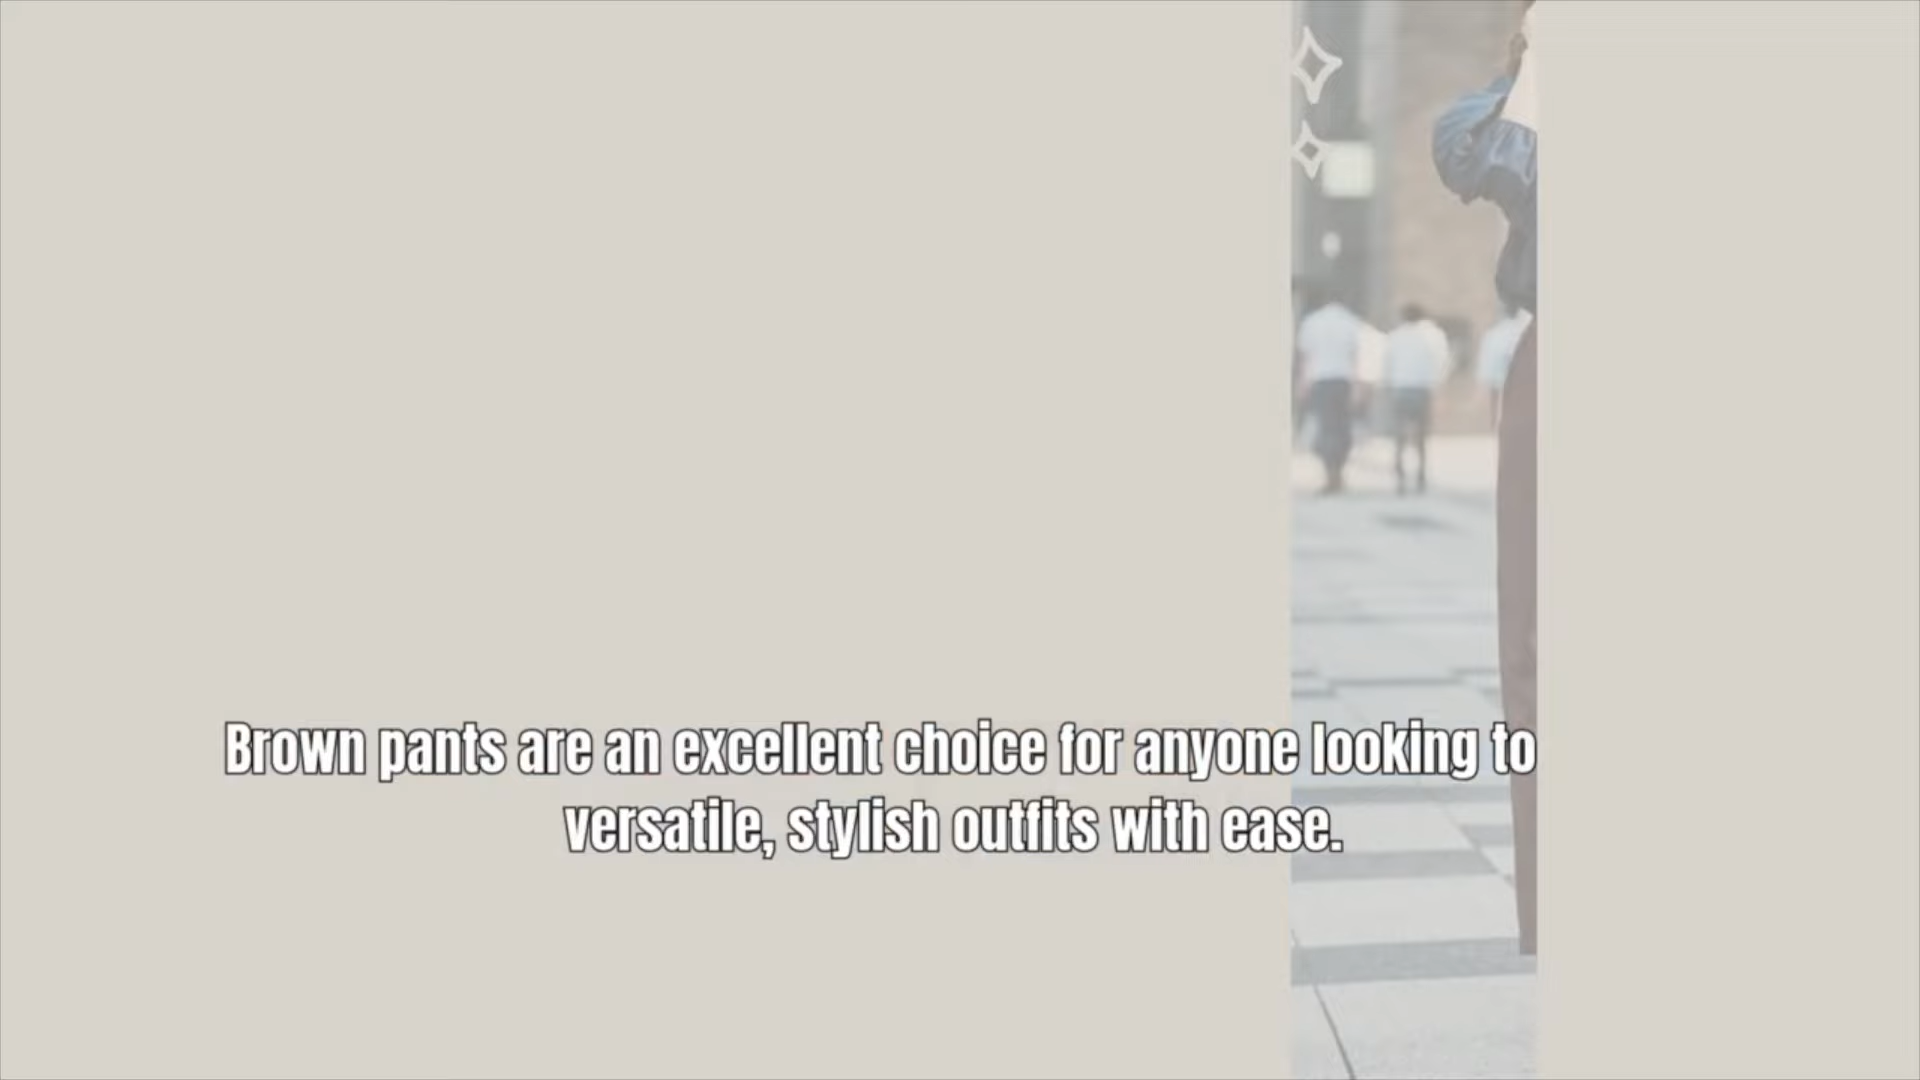 Brown pants are an excellent choice for anyone looking to
versatile, stylish outfits with ease.